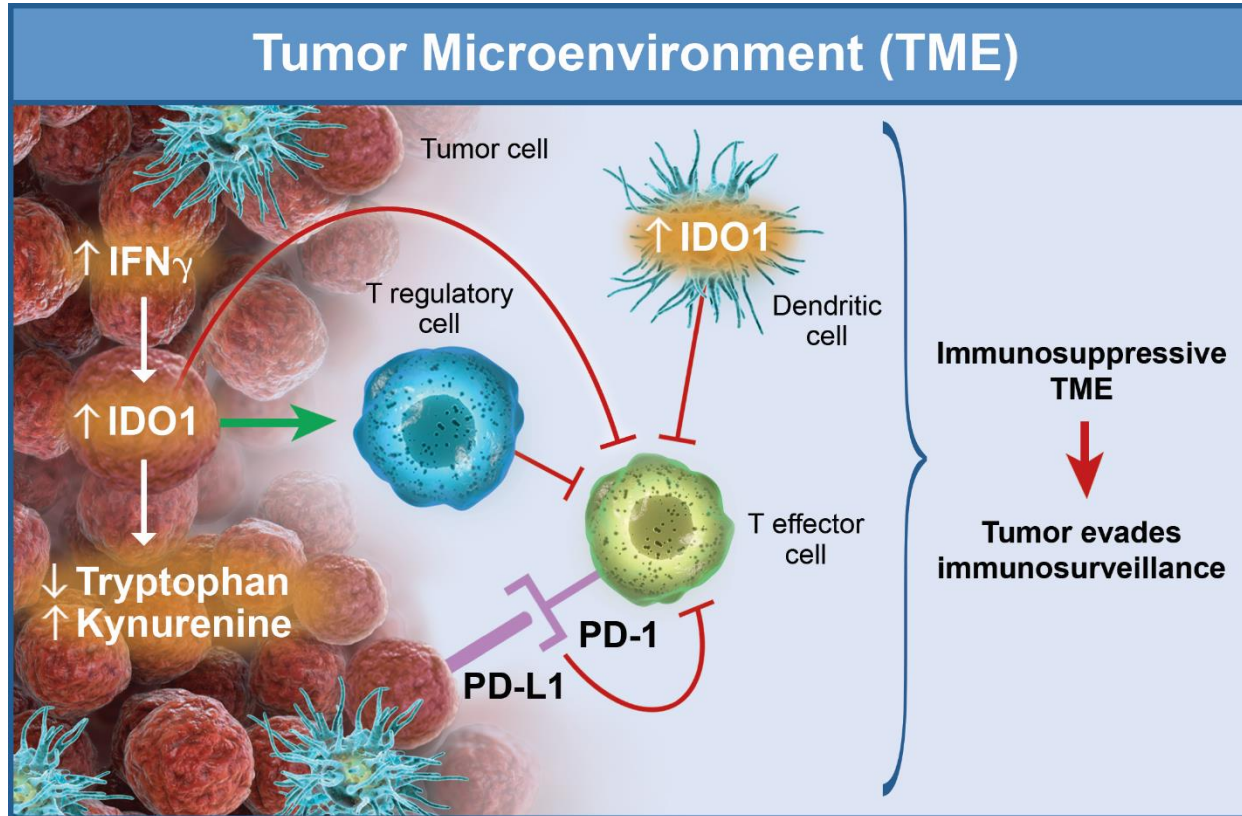 Tumor Microenvironment (TME)
Tumor cell
↑ IFNγ
↑ IDO1
↓ Tryptophan
↑ Kynurenine
T regulatory
cell
↑ IDO1
Dendritic
cell
T effector
cell
PD-1
PD-L1
Immunosuppressive
TME
Tumor evades
immunosurveillance